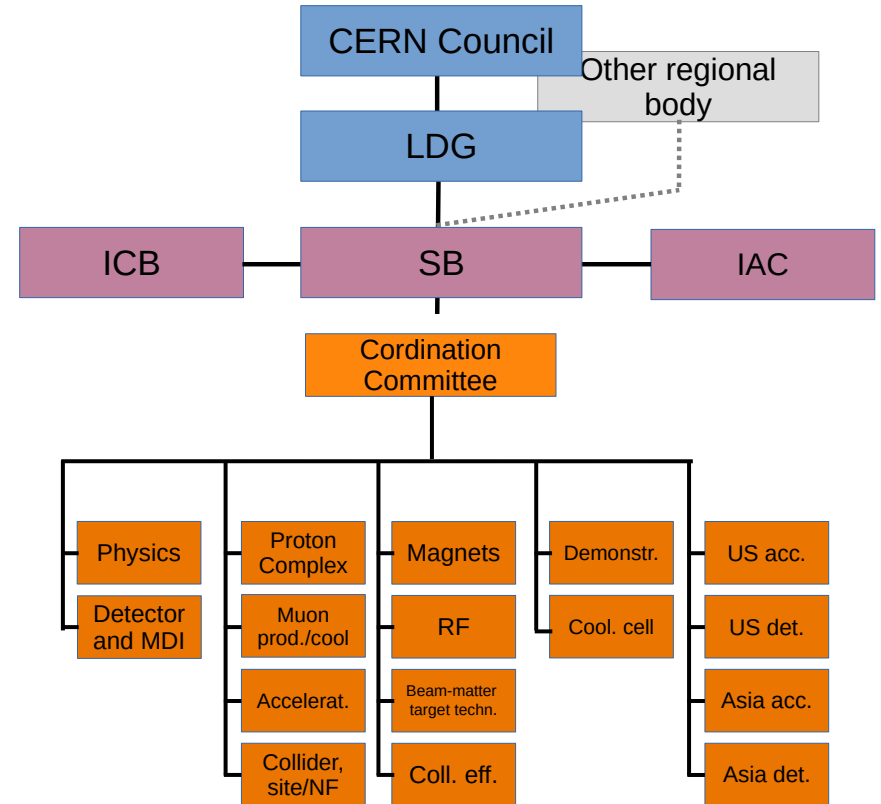 CERN Council
Other regional
body
LDG
ICB
SB
IAC
Cordination
Committee
Physics
Proton
Complex
Magnets
Demonstr.
US acc.
Detector
and MDI
Muon
prod./cool
RF
Cool. cell
US det.
Accelerat.
Beam-matter
target techn.
Asia acc.
Collider,
site/NF
Coll. eff.
Asia det.